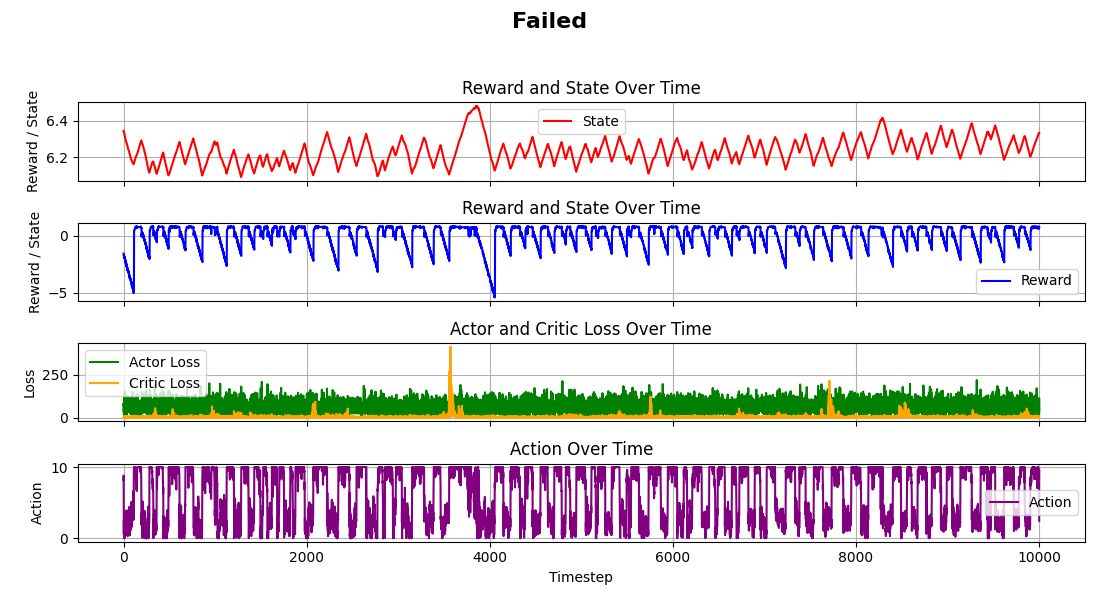 Failed
Reward and State Over Time
Reward / State
6.4
6.2
State
Reward and State Over Time
Reward / State
0
−5
Reward
Actor and Critic Loss Over Time
Loss
250
0
Actor Loss
Critic Loss
Action Over Time
Action
10
0
Action
0
2000
4000
6000
8000
10000
Timestep